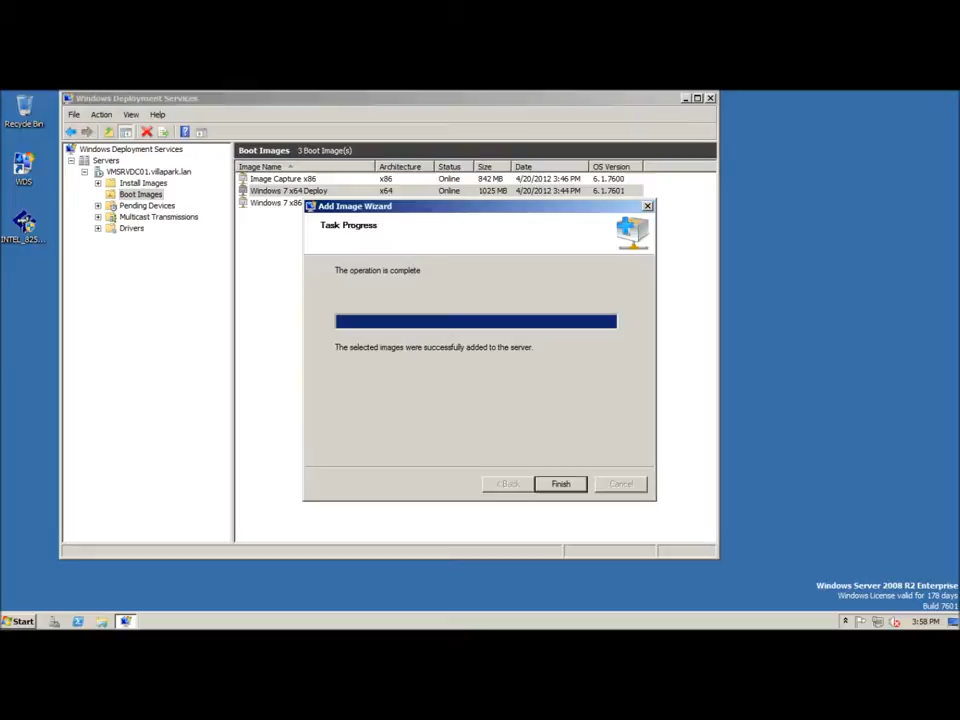 Recycle Bin
WDS
INTEL_825...
Windows Deployment Services
File Action View Help
Windows Deployment Services
Servers
VMSRVDC01.villapark.lan
Install Images
Boot Images
Pending Devices
Multicast Transmissions
Drivers
Boot Images 3 Boot Image(s)
Image Name Architecture Status Size Date OS Version
Image Capture x86 x86 Online 842 MB 4/20/2012 3:46 PM 6.1.7600
Windows 7 x64 Deploy x64 Online 1025 MB 4/20/2012 3:44 PM 6.1.7601
Windows 7 x86
Add Image Wizard
Task Progress
The operation is complete
The selected images were successfully added to the server.
< Back Finish Cancel
Windows Server 2008 R2 Enterprise
Windows License valid for 178 days
Build 7601
Start 3:58 PM